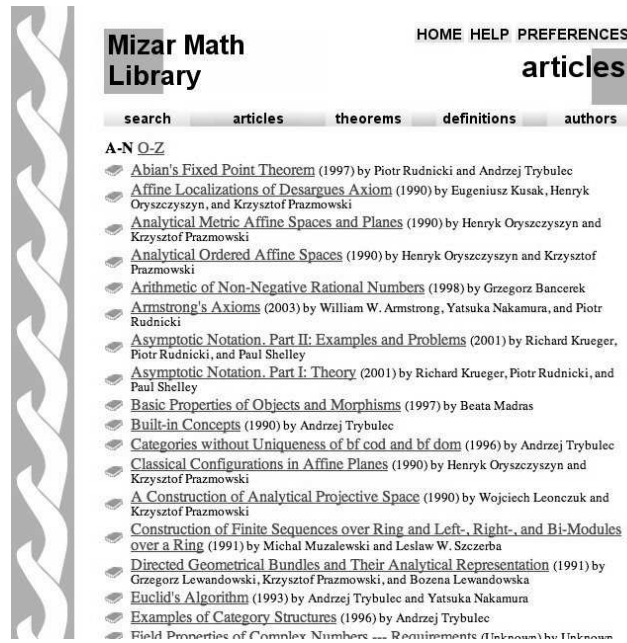 HOME HELP PREFERENCES
Mizar Math
Library
articles
search articles theorems definitions authors
A-N O-Z
Abian's Fixed Point Theorem (1997) by Piotr Rudnicki and Andrzej Trybulec
Affine Localizations of Desargues Axiom (1990) by Eugeniusz Kusak, Henryk
Oryszczyszyn, and Krzysztof Prazmowski
Analytical Metric Affine Spaces and Planes (1990) by Henryk Oryszczyszyn and
Krzysztof Prazmowski
Analytical Ordered Affine Spaces (1990) by Henryk Oryszczyszyn and Krzysztof
Prazmowski
Arithmetic of Non-Negative Rational Numbers (1998) by Grzegorz Bancerek
Armstrong's Axioms (2003) by William W. Armstrong, Yatsuka Nakamura, and Piotr
Rudnicki
Asymptotic Notation. Part II: Examples and Problems (2001) by Richard Krueger,
Piotr Rudnicki, and Paul Shelley
Asymptotic Notation. Part I: Theory (2001) by Richard Krueger, Piotr Rudnicki, and
Paul Shelley
Basic Properties of Objects and Morphisms (1997) by Beata Madras
Built-in Concepts (1990) by Andrzej Trybulec
Categories without Uniqueness of bf cod and bf dom (1996) by Andrzej Trybulec
Classical Configurations in Affine Planes (1990) by Henryk Oryszczyszyn and
Krzysztof Prazmowski
A Construction of Analytical Projective Space (1990) by Wojciech Leonczuk and
Krzysztof Prazmowski
Construction of Finite Sequences over Ring and Left-, Right-, and Bi-Modules
over a Ring (1991) by Michal Muzalewski and Leslaw W. Szczerba
Directed Geometrical Bundles and Their Analytical Representation (1991) by
Grzegorz Lewandowski, Krzysztof Prazmowski, and Bozena Lewandowska
Euclid's Algorithm (1993) by Andrzej Trybulec and Yatsuka Nakamura
Examples of Category Structures (1996) by Andrzej Trybulec
Field Properties of Complex Numbers --- Requirements (Unknown) by Unknown